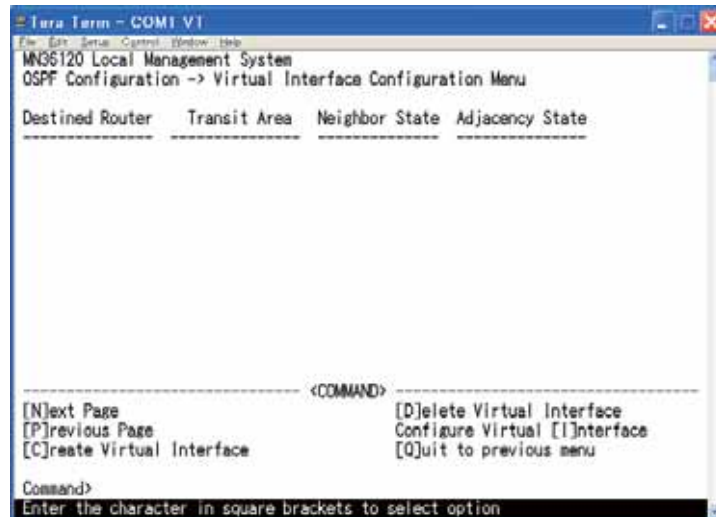 Tera Term - COM1 VT
File Edit Setup Control Window Help
MN36120 Local Management System
OSPF Configuration -> Virtual Interface Configuration Menu
Destined Router Transit Area Neighbor State Adjacency State
--------------- --------------- -------------- ---------------
<COMMAND>
[N]ext Page [D]elete Virtual Interface
[P]revious Page Configure Virtual [I]nterface
[C]reate Virtual Interface [Q]uit to previous menu
Command>
Enter the character in square brackets to select option